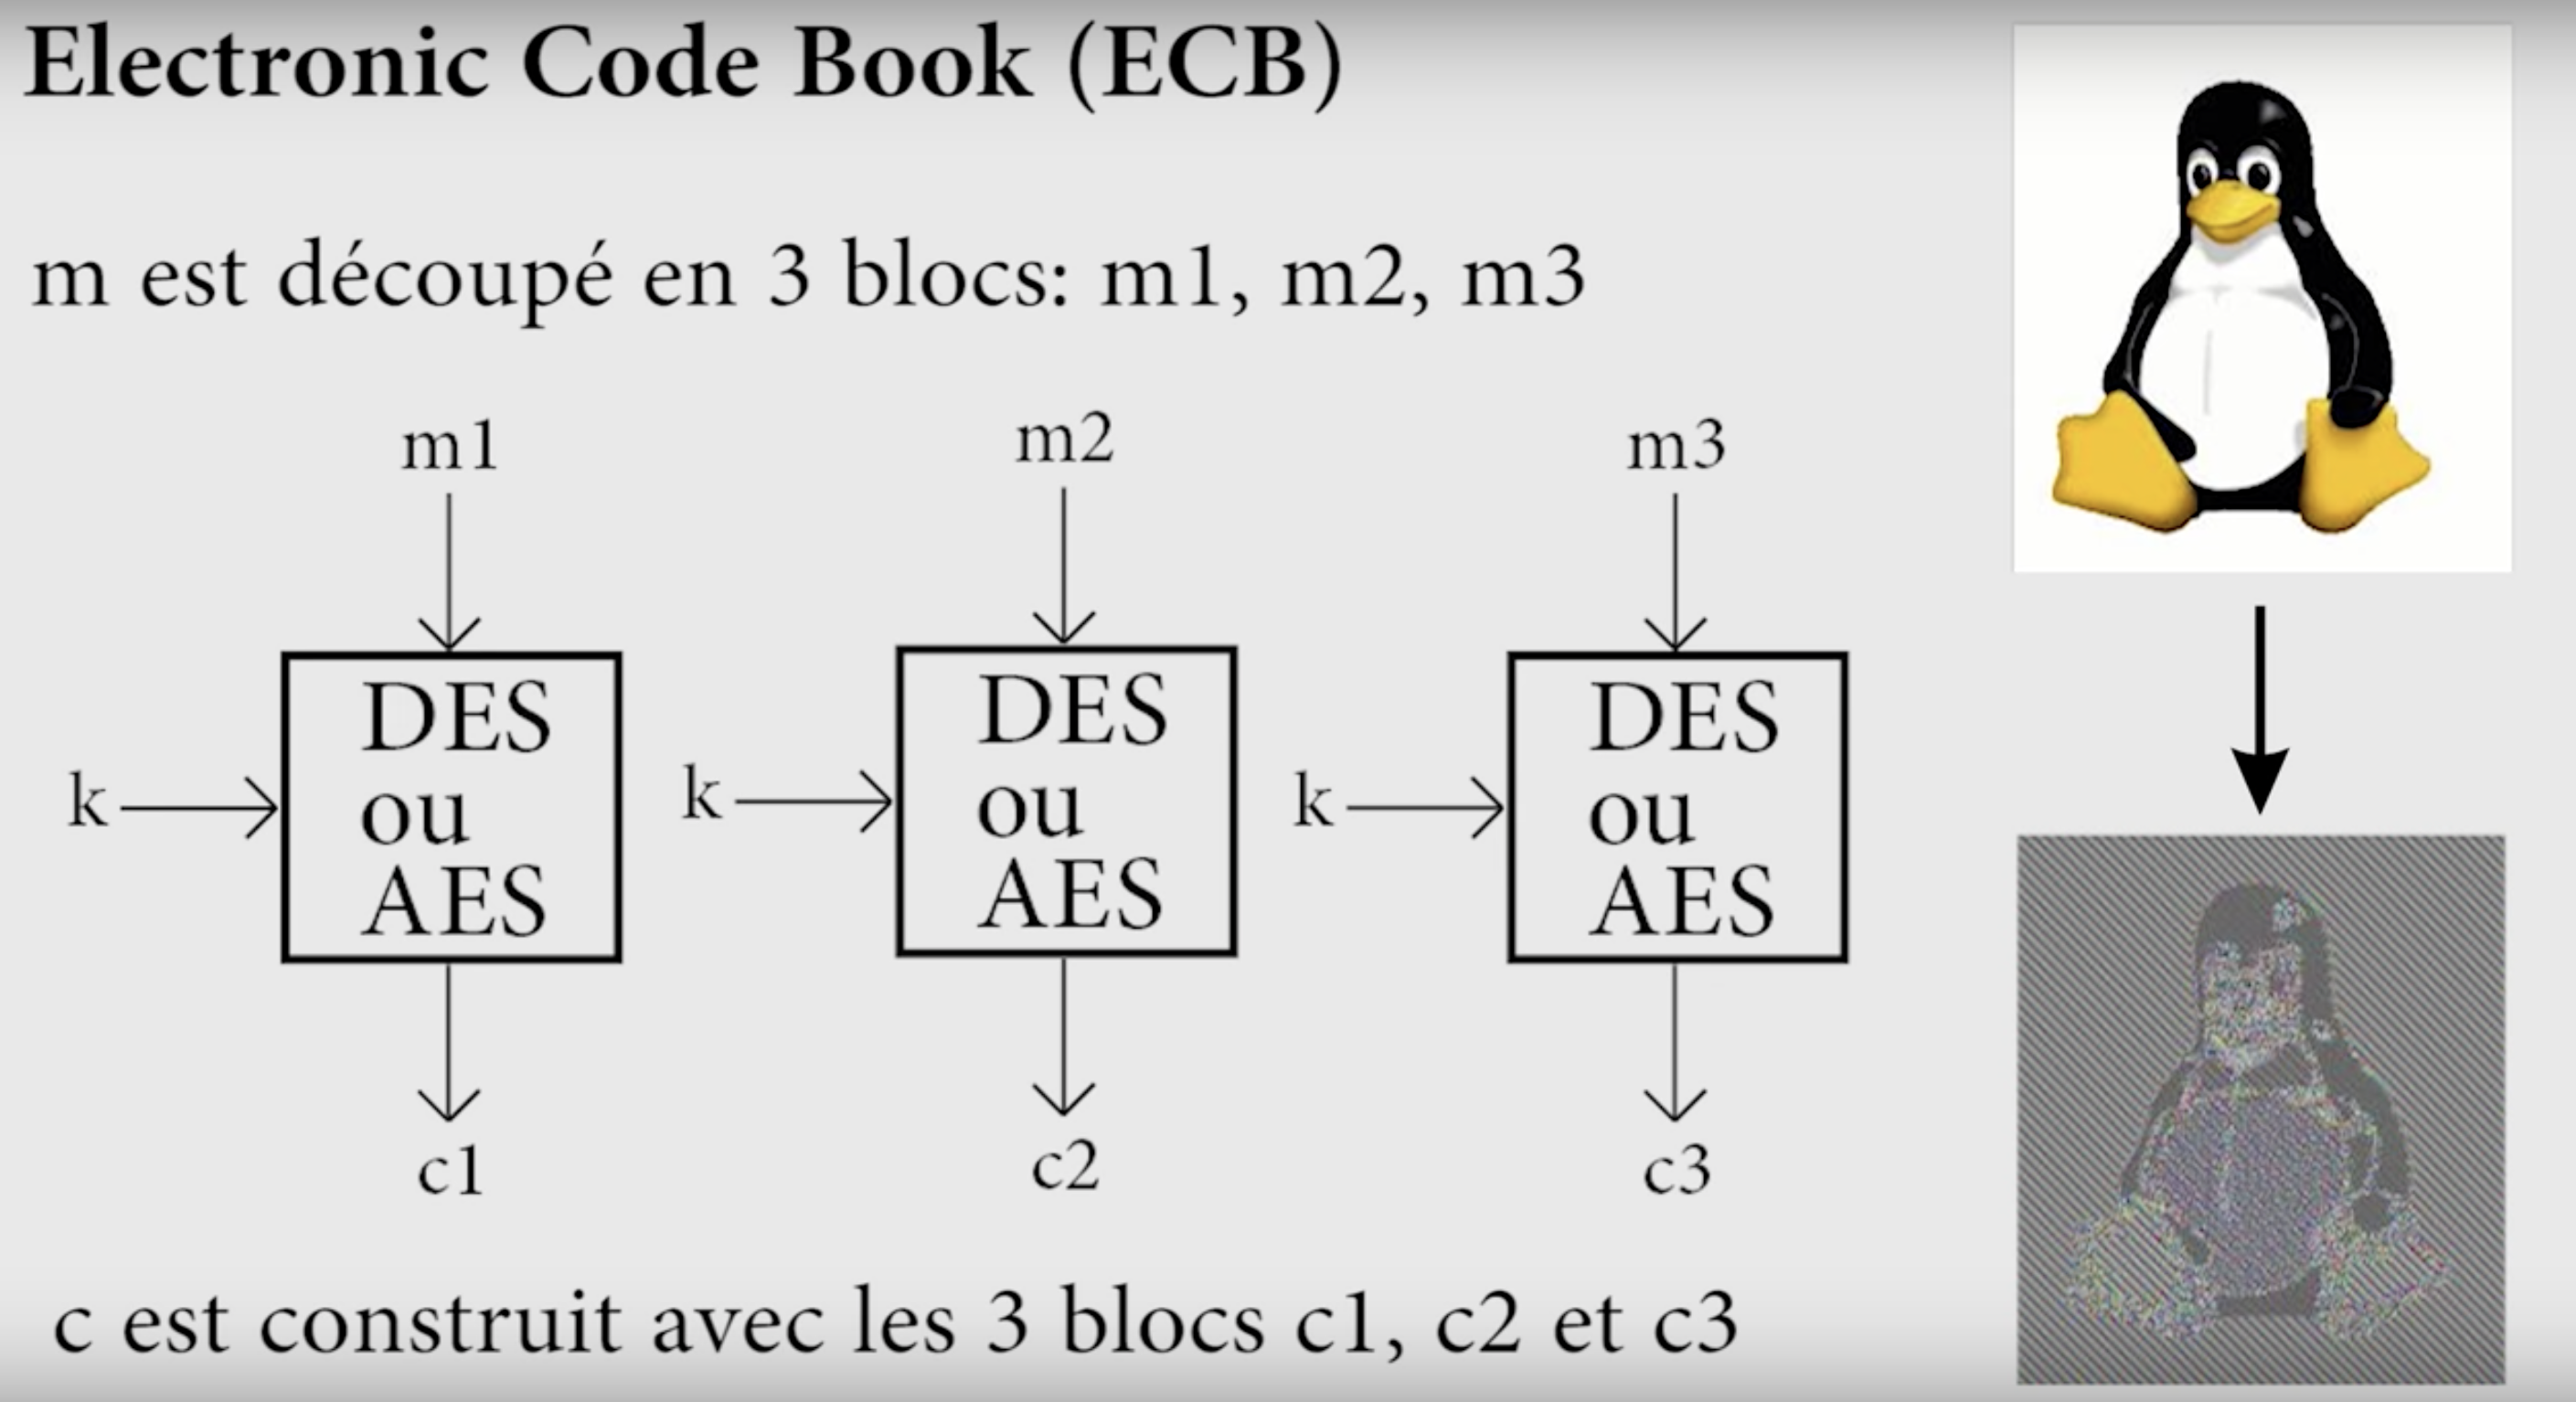 Electronic Code Book (ECB)
m est découpé en 3 blocs: m1, m2, m3
m1
m2
m3
k
DES
ou
AES
k
DES
ou
AES
k
DES
ou
AES
c1
c2
c3
c est construit avec les 3 blocs c1, c2 et c3